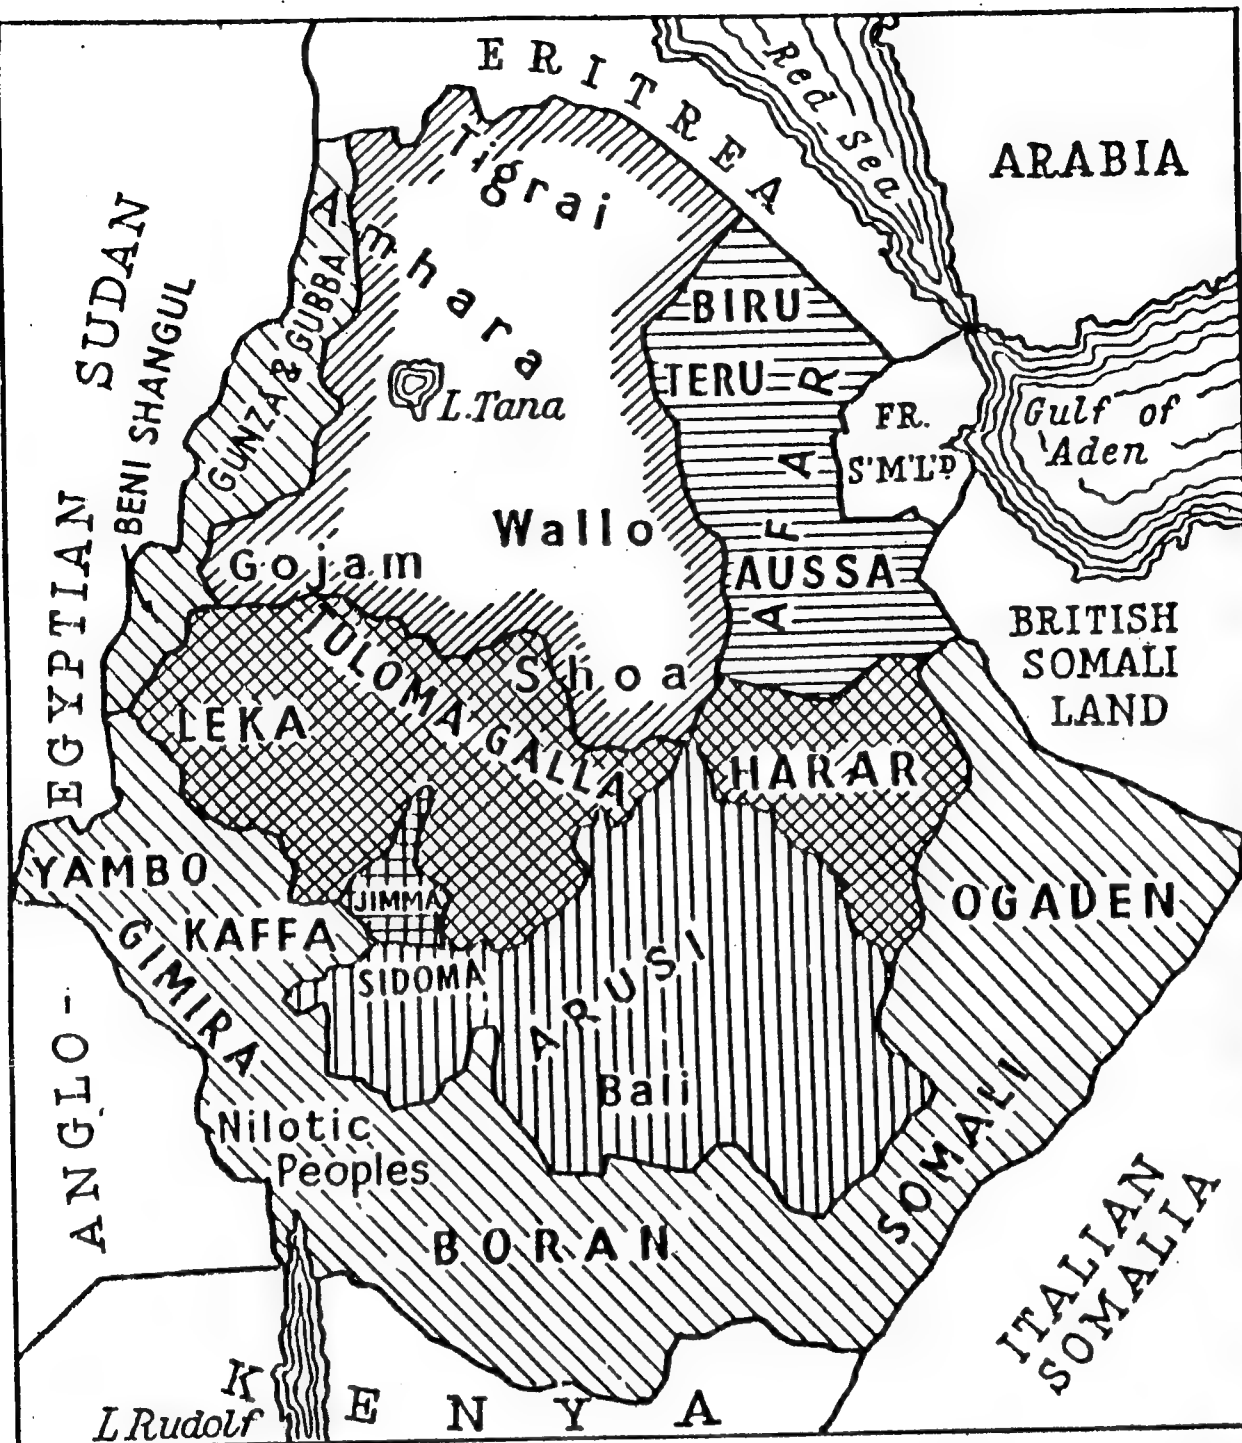 ERITREA
Red Sea
ARABIA
Tigrai
Amhara
SUDAN
BENI SHANGUL
GUNZA & GUBBA
BIRU
TERU
AFAR
L.Tana
FR.
S'M'L'D
Gulf of
Aden
Wallo
Gojam
AUSSA
ANGLO-EGYPTIAN
BRITISH
SOMALI
LAND
TULOMA GALLA
Shoa
LEKA
HARAR
YAMBO
JIMMA
OGADEN
KAFFA
GIMIRA
SIDOMA
ARUSI
Bali
Nilotic
Peoples
SOMALI
BORAN
ITALIAN
SOMALIA
KENYA
L Rudolf